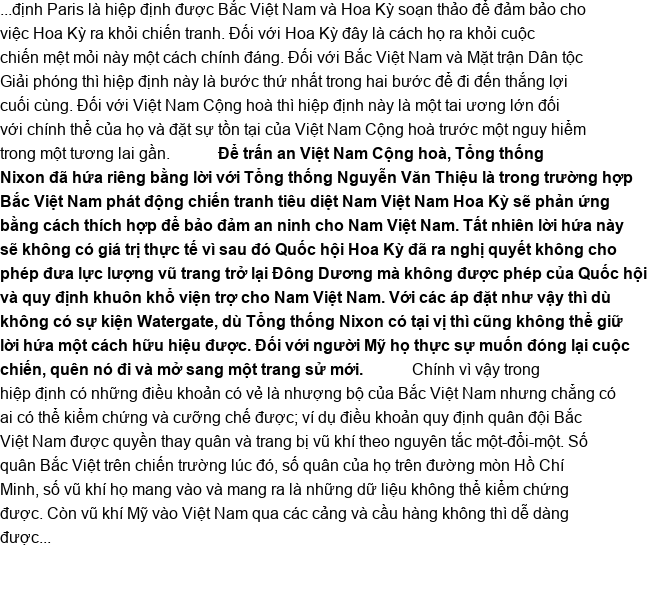 ...định Paris là hiệp định được Bắc Việt Nam và Hoa Kỳ soạn thảo để đảm bảo cho
việc Hoa Kỳ ra khỏi chiến tranh. Đối với Hoa Kỳ đây là cách họ ra khỏi cuộc
chiến mệt mỏi này một cách chính đáng. Đối với Bắc Việt Nam và Mặt trận Dân tộc
Giải phóng thì hiệp định này là bước thứ nhất trong hai bước để đi đến thắng lợi
cuối cùng. Đối với Việt Nam Cộng hoà thì hiệp định này là một tai ương lớn đối
với chính thể của họ và đặt sự tồn tại của Việt Nam Cộng hoà trước một nguy hiểm
trong một tương lai gần. Để trấn an Việt Nam Cộng hoà, Tổng thống
Nixon đã hứa riêng bằng lời với Tổng thống Nguyễn Văn Thiệu là trong trường hợp
Bắc Việt Nam phát động chiến tranh tiêu diệt Nam Việt Nam Hoa Kỳ sẽ phản ứng
bằng cách thích hợp để bảo đảm an ninh cho Nam Việt Nam. Tất nhiên lời hứa này
sẽ không có giá trị thực tế vì sau đó Quốc hội Hoa Kỳ đã ra nghị quyết không cho
phép đưa lực lượng vũ trang trở lại Đông Dương mà không được phép của Quốc hội
và quy định khuôn khổ viện trợ cho Nam Việt Nam. Với các áp đặt như vậy thì dù
không có sự kiện Watergate, dù Tổng thống Nixon có tại vị thì cũng không thể giữ
lời hứa một cách hữu hiệu được. Đối với người Mỹ họ thực sự muốn đóng lại cuộc
chiến, quên nó đi và mở sang một trang sử mới. Chính vì vậy trong
hiệp định có những điều khoản có vẻ là nhượng bộ của Bắc Việt Nam nhưng chẳng có
ai có thể kiểm chứng và cưỡng chế được; ví dụ điều khoản quy định quân đội Bắc
Việt Nam được quyền thay quân và trang bị vũ khí theo nguyên tắc một-đổi-một. Số
quân Bắc Việt trên chiến trường lúc đó, số quân của họ trên đường mòn Hồ Chí
Minh, số vũ khí họ mang vào và mang ra là những dữ liệu không thể kiểm chứng
được. Còn vũ khí Mỹ vào Việt Nam qua các cảng và cầu hàng không thì dễ dàng
được...